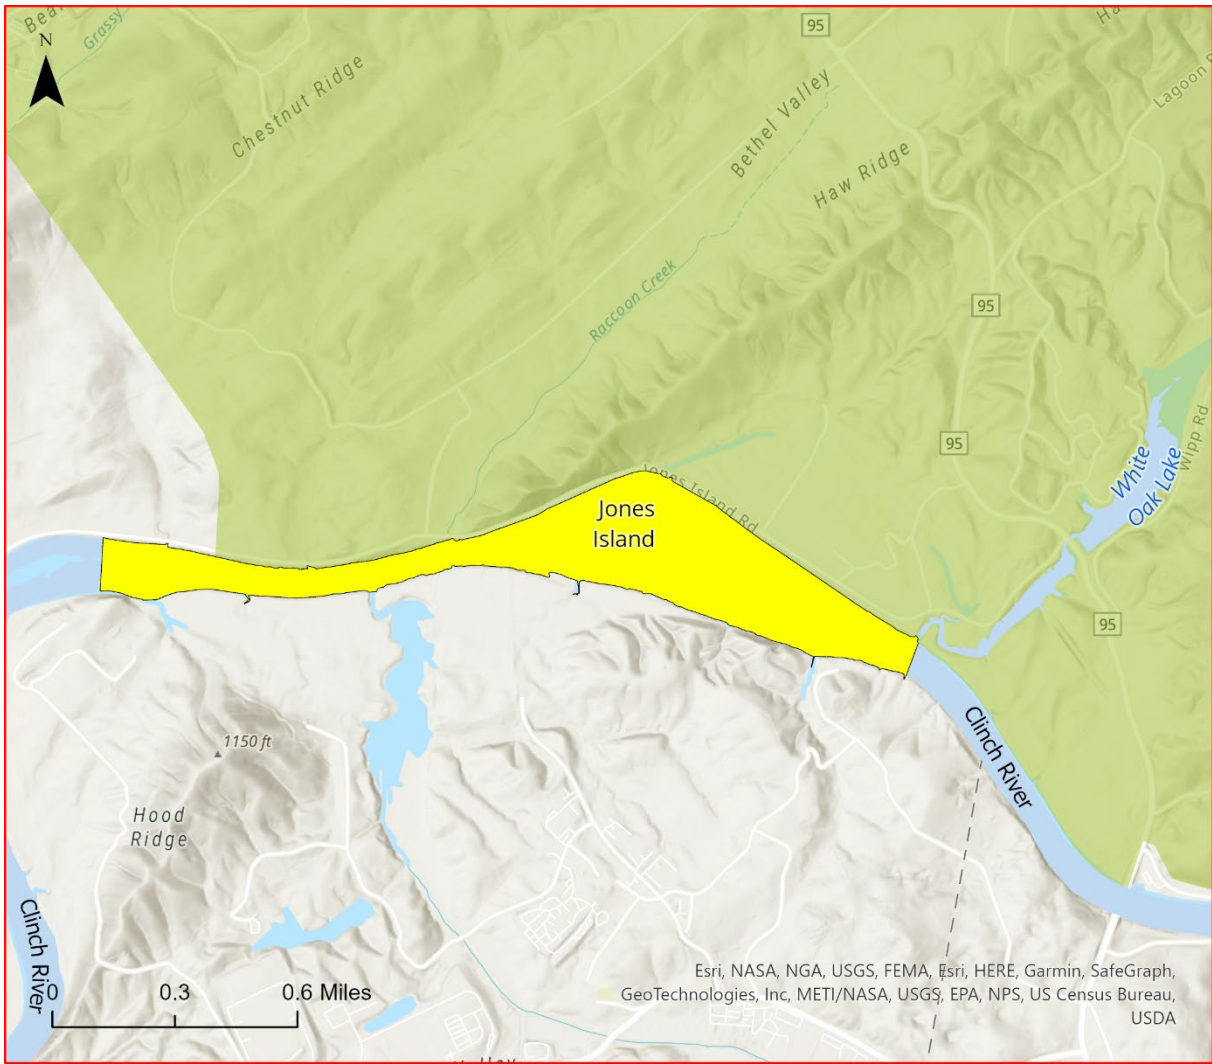 Bea
Grassy
N
95
Ha
Chestnut Ridge
Bethel Valley
Lagoon R
Haw Ridge
Raccoon Creek
95
95
Wipp Rd
White
Oak Lake
Jones Island Rd
Jones
Island
95
Clinch River
1150 ft
Hood
Ridge
Clinch River
0
0.3
0.6 Miles
Esri, NASA, NGA, USGS, FEMA, Esri, HERE, Garmin, SafeGraph,
GeoTechnologies, Inc, METI/NASA, USGS, EPA, NPS, US Census Bureau,
USDA